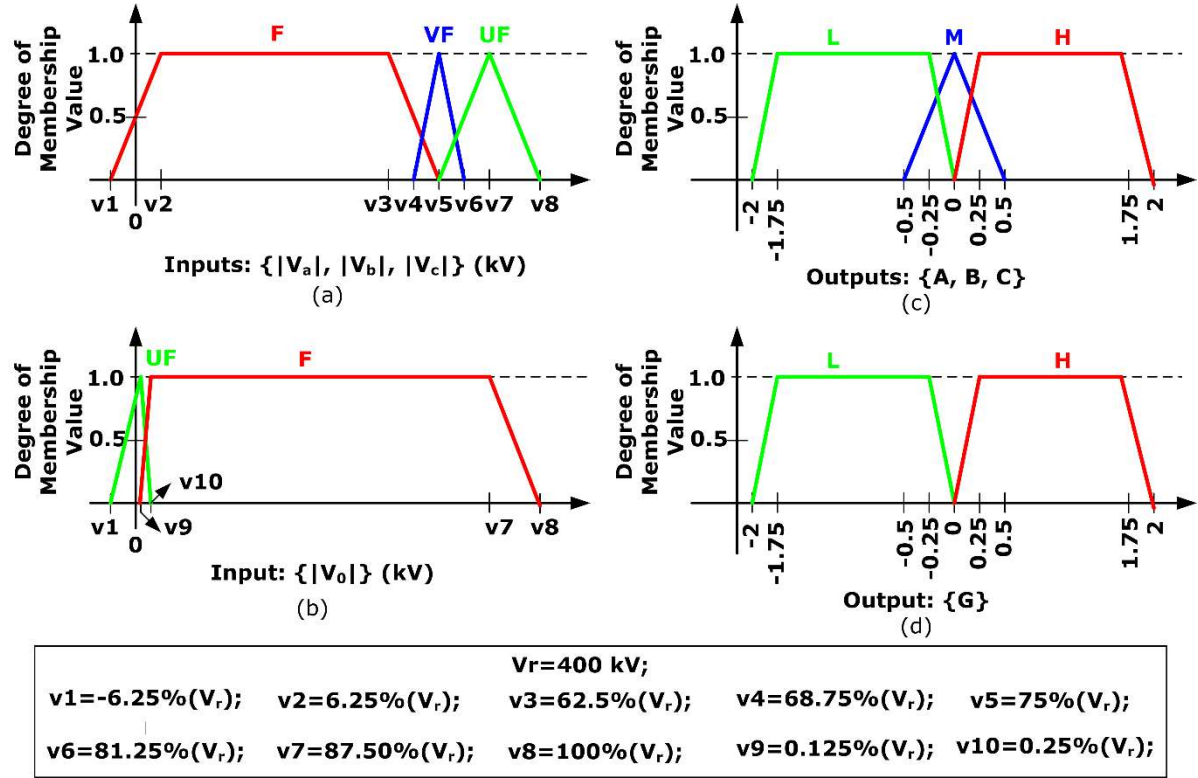 Degree of Membership Value
1.0
0.5
F
VF
UF
v1
v2
0
v3
v4
v5
v6
v7
v8
Inputs: {|Va|, |Vb|, |Vc|} (kV)
(a)
Degree of Membership Value
1.0
0.5
L
M
H
-2
-1.75
-0.5
-0.25
0
0.25
0.5
1.75
2
Outputs: {A, B, C}
(c)
Degree of Membership Value
1.0
0.5
UF
F
v10
v1
v9
0
v7
v8
Input: {|V0|} (kV)
(b)
Degree of Membership Value
1.0
0.5
L
H
-2
-1.75
-0.5
-0.25
0
0.25
0.5
1.75
2
Output: {G}
(d)
Vr=400 kV;
v1=-6.25%(Vr); v2=6.25%(Vr); v3=62.5%(Vr); v4=68.75%(Vr); v5=75%(Vr);
v6=81.25%(Vr); v7=87.50%(Vr); v8=100%(Vr); v9=0.125%(Vr); v10=0.25%(Vr);